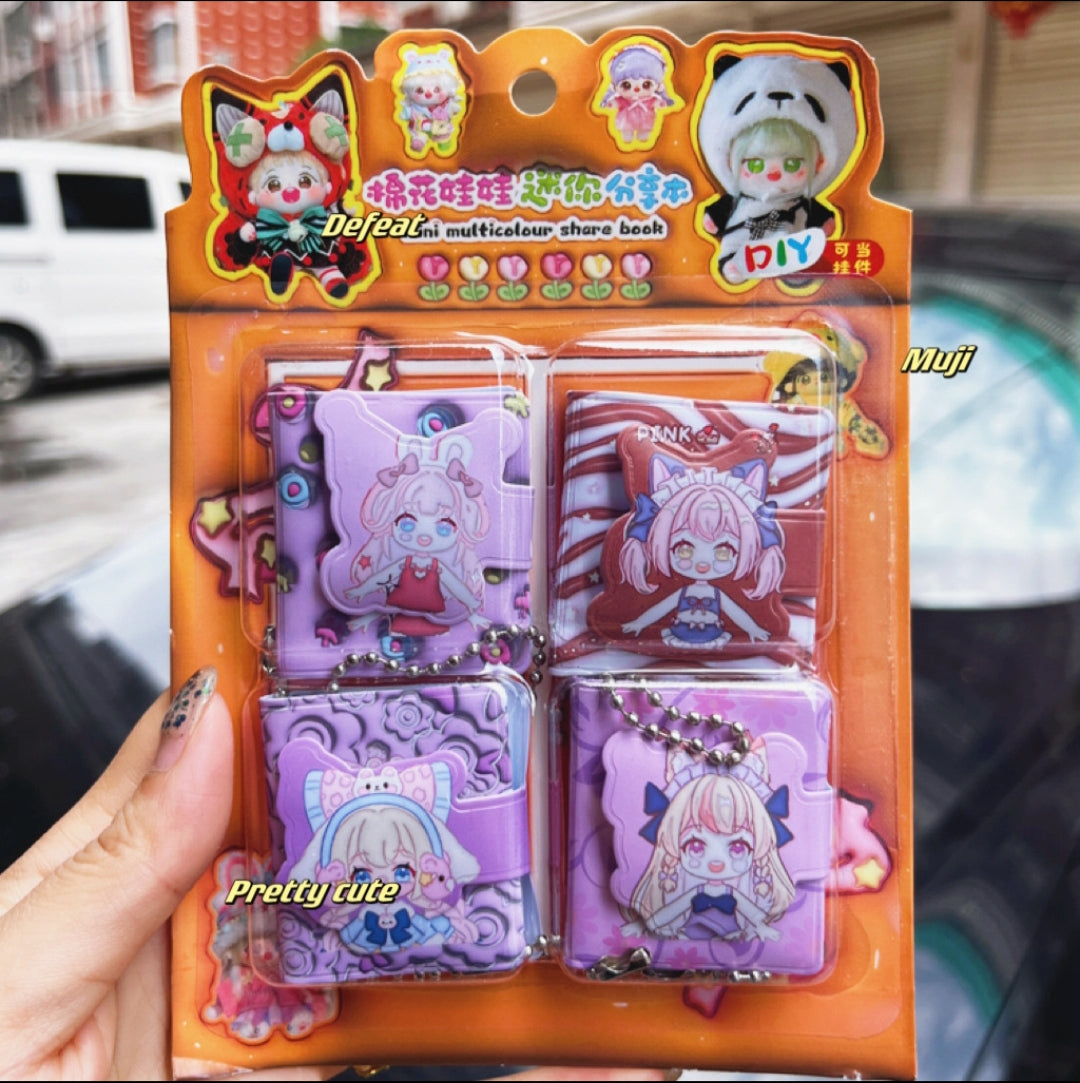 棉花娃娃迷你分享本
Defeat
ni multicolour share book
DIY
可当
挂件
Muji
PINK
Pretty cute